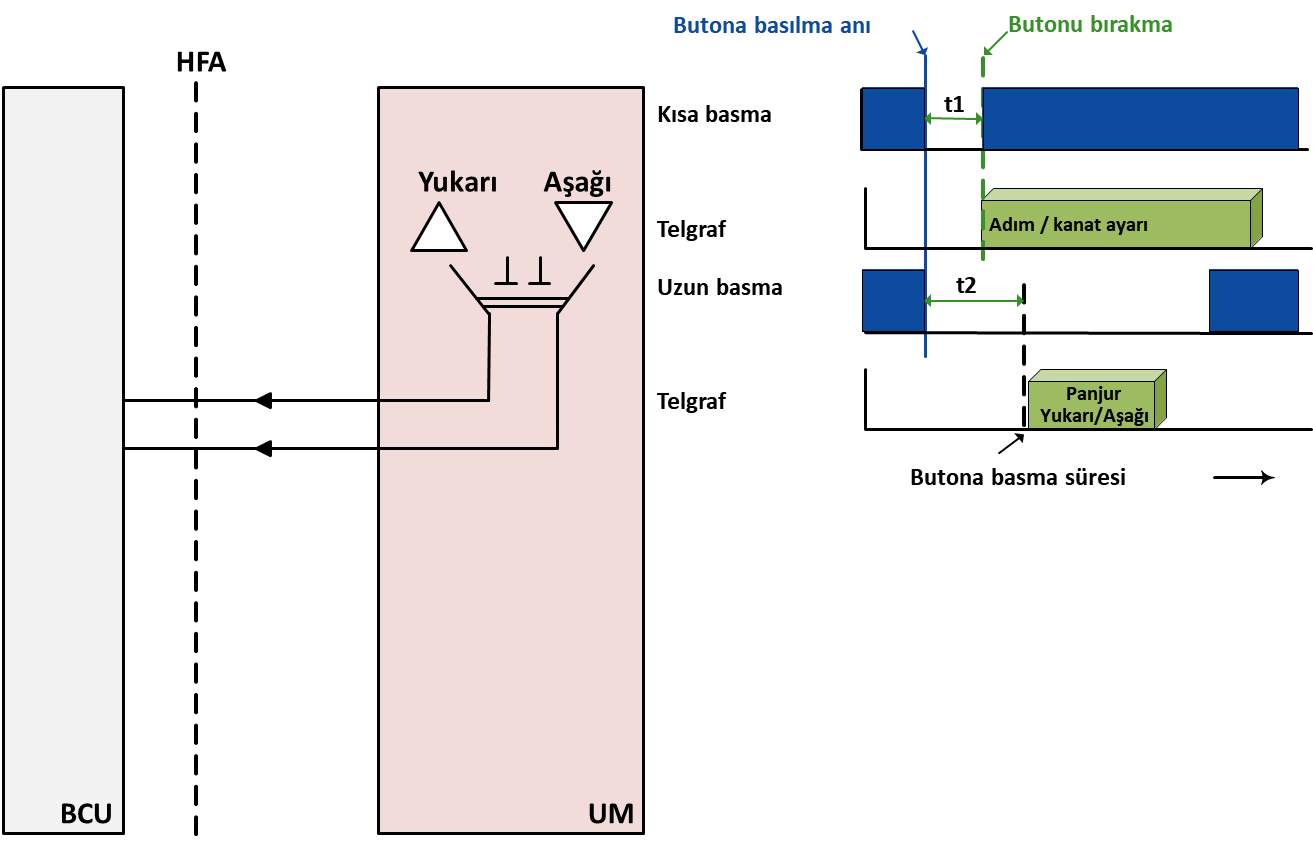 HFA
BCU
Yukarı
Aşağı
UM
Butona basılma anı
Butonu bırakma
Kısa basma
t1
Telgraf
Adım / kanat ayarı
Uzun basma
t2
Telgraf
Panjur
Yukarı/Aşağı
Butona basma süresi